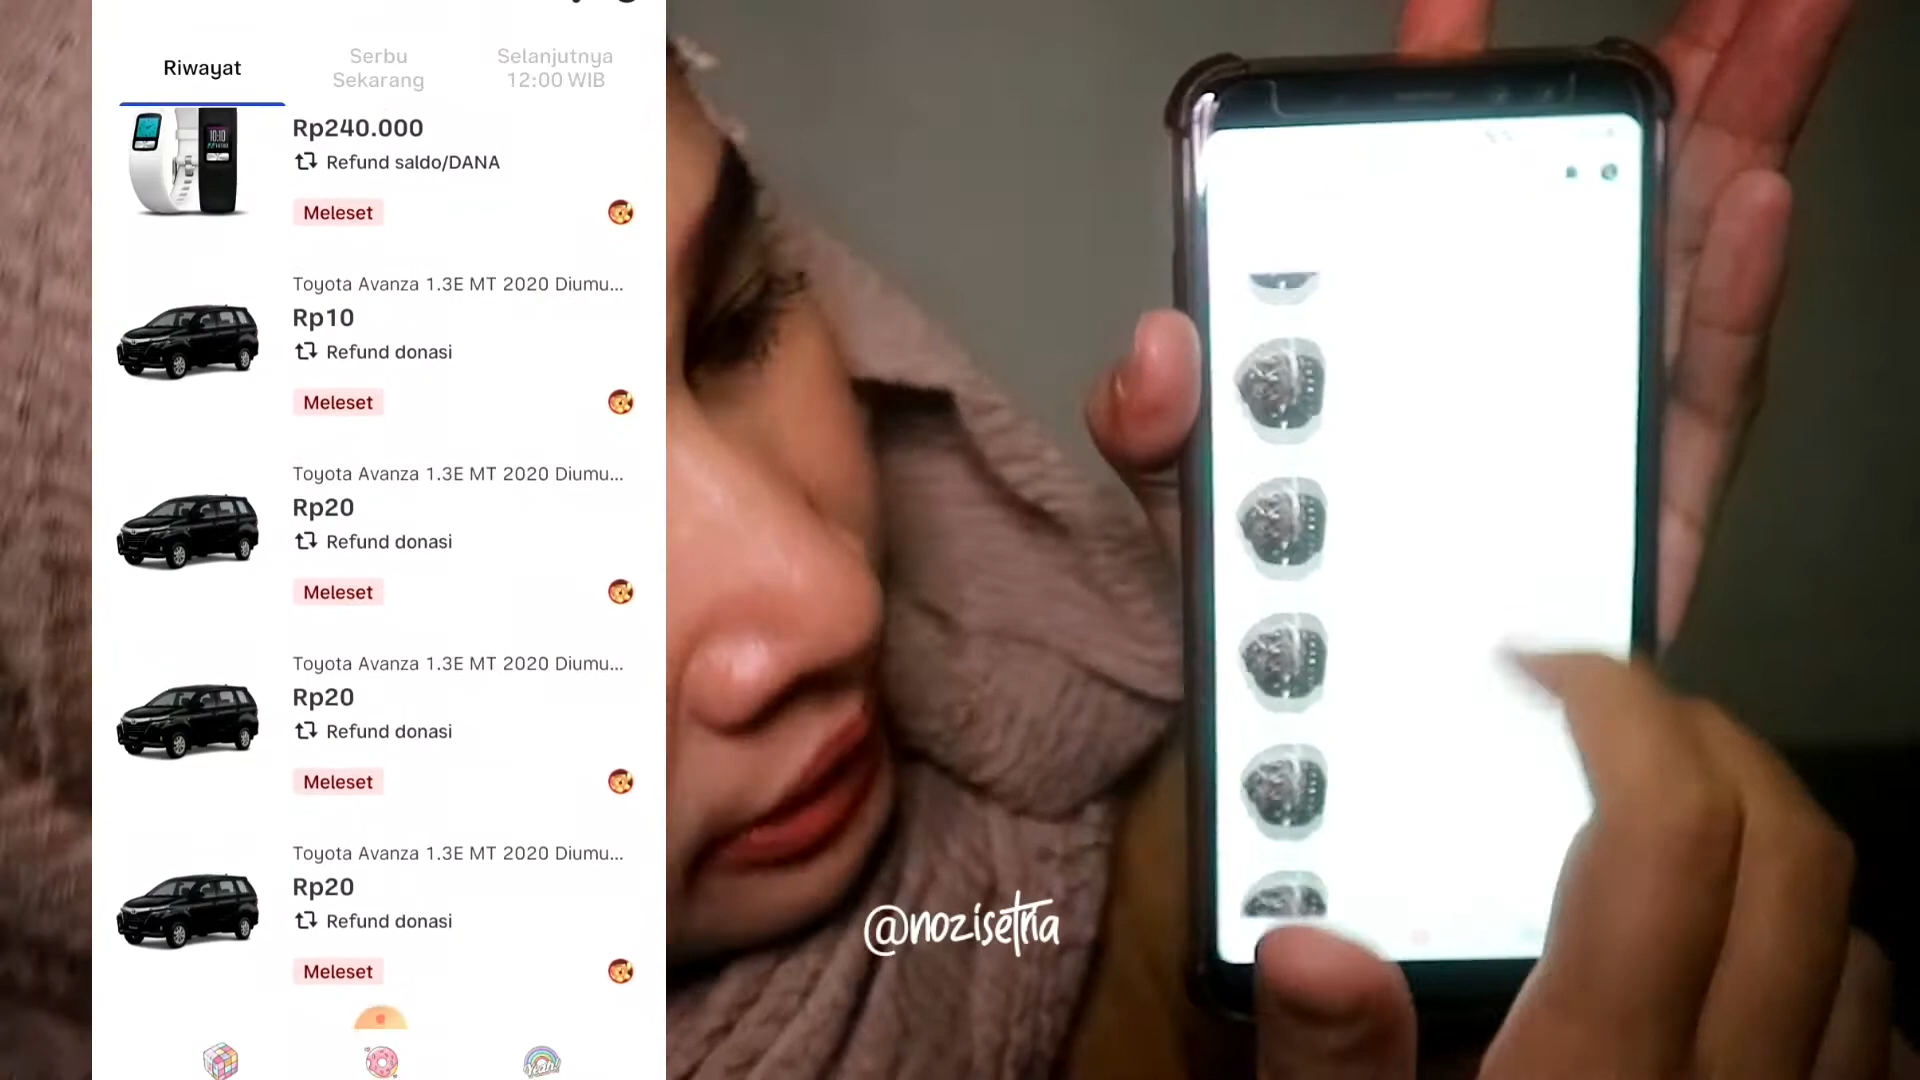 Riwayat
Serbu
Sekarang
Selanjutnya
12:00 WIB
Rp240.000
Refund saldo/DANA
Meleset
Toyota Avanza 1.3E MT 2020 Diumu...
Rp10
Refund donasi
Meleset
Toyota Avanza 1.3E MT 2020 Diumu...
Rp20
Refund donasi
Meleset
Toyota Avanza 1.3E MT 2020 Diumu...
Rp20
Refund donasi
Meleset
Toyota Avanza 1.3E MT 2020 Diumu...
Rp20
Refund donasi
Meleset
@nozisetria